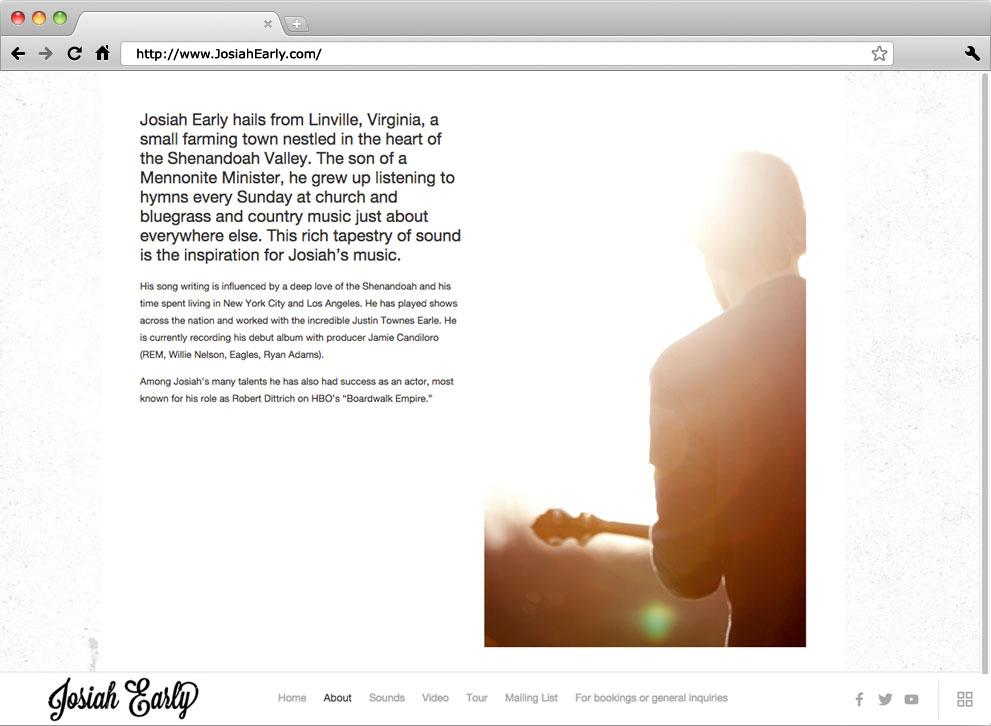 http://www.JosiahEarly.com/
Josiah Early hails from Linville, Virginia, a
small farming town nestled in the heart of
the Shenandoah Valley. The son of a
Mennonite Minister, he grew up listening to
hymns every Sunday at church and
bluegrass and country music just about
everywhere else. This rich tapestry of sound
is the inspiration for Josiah's music.
His song writing is influenced by a deep love of the Shenandoah and his
time spent living in New York City and Los Angeles. He has played shows
across the nation and worked with the incredible Justin Townes Earle. He
is currently recording his debut album with producer Jamie Candiloro
(REM, Willie Nelson, Eagles, Ryan Adams).
Among Josiah's many talents he has also had success as an actor, most
known for his role as Robert Dittrich on HBO's “Boardwalk Empire.”
Josiah Early
Home About Sounds Video Tour Mailing List For bookings or general inquiries